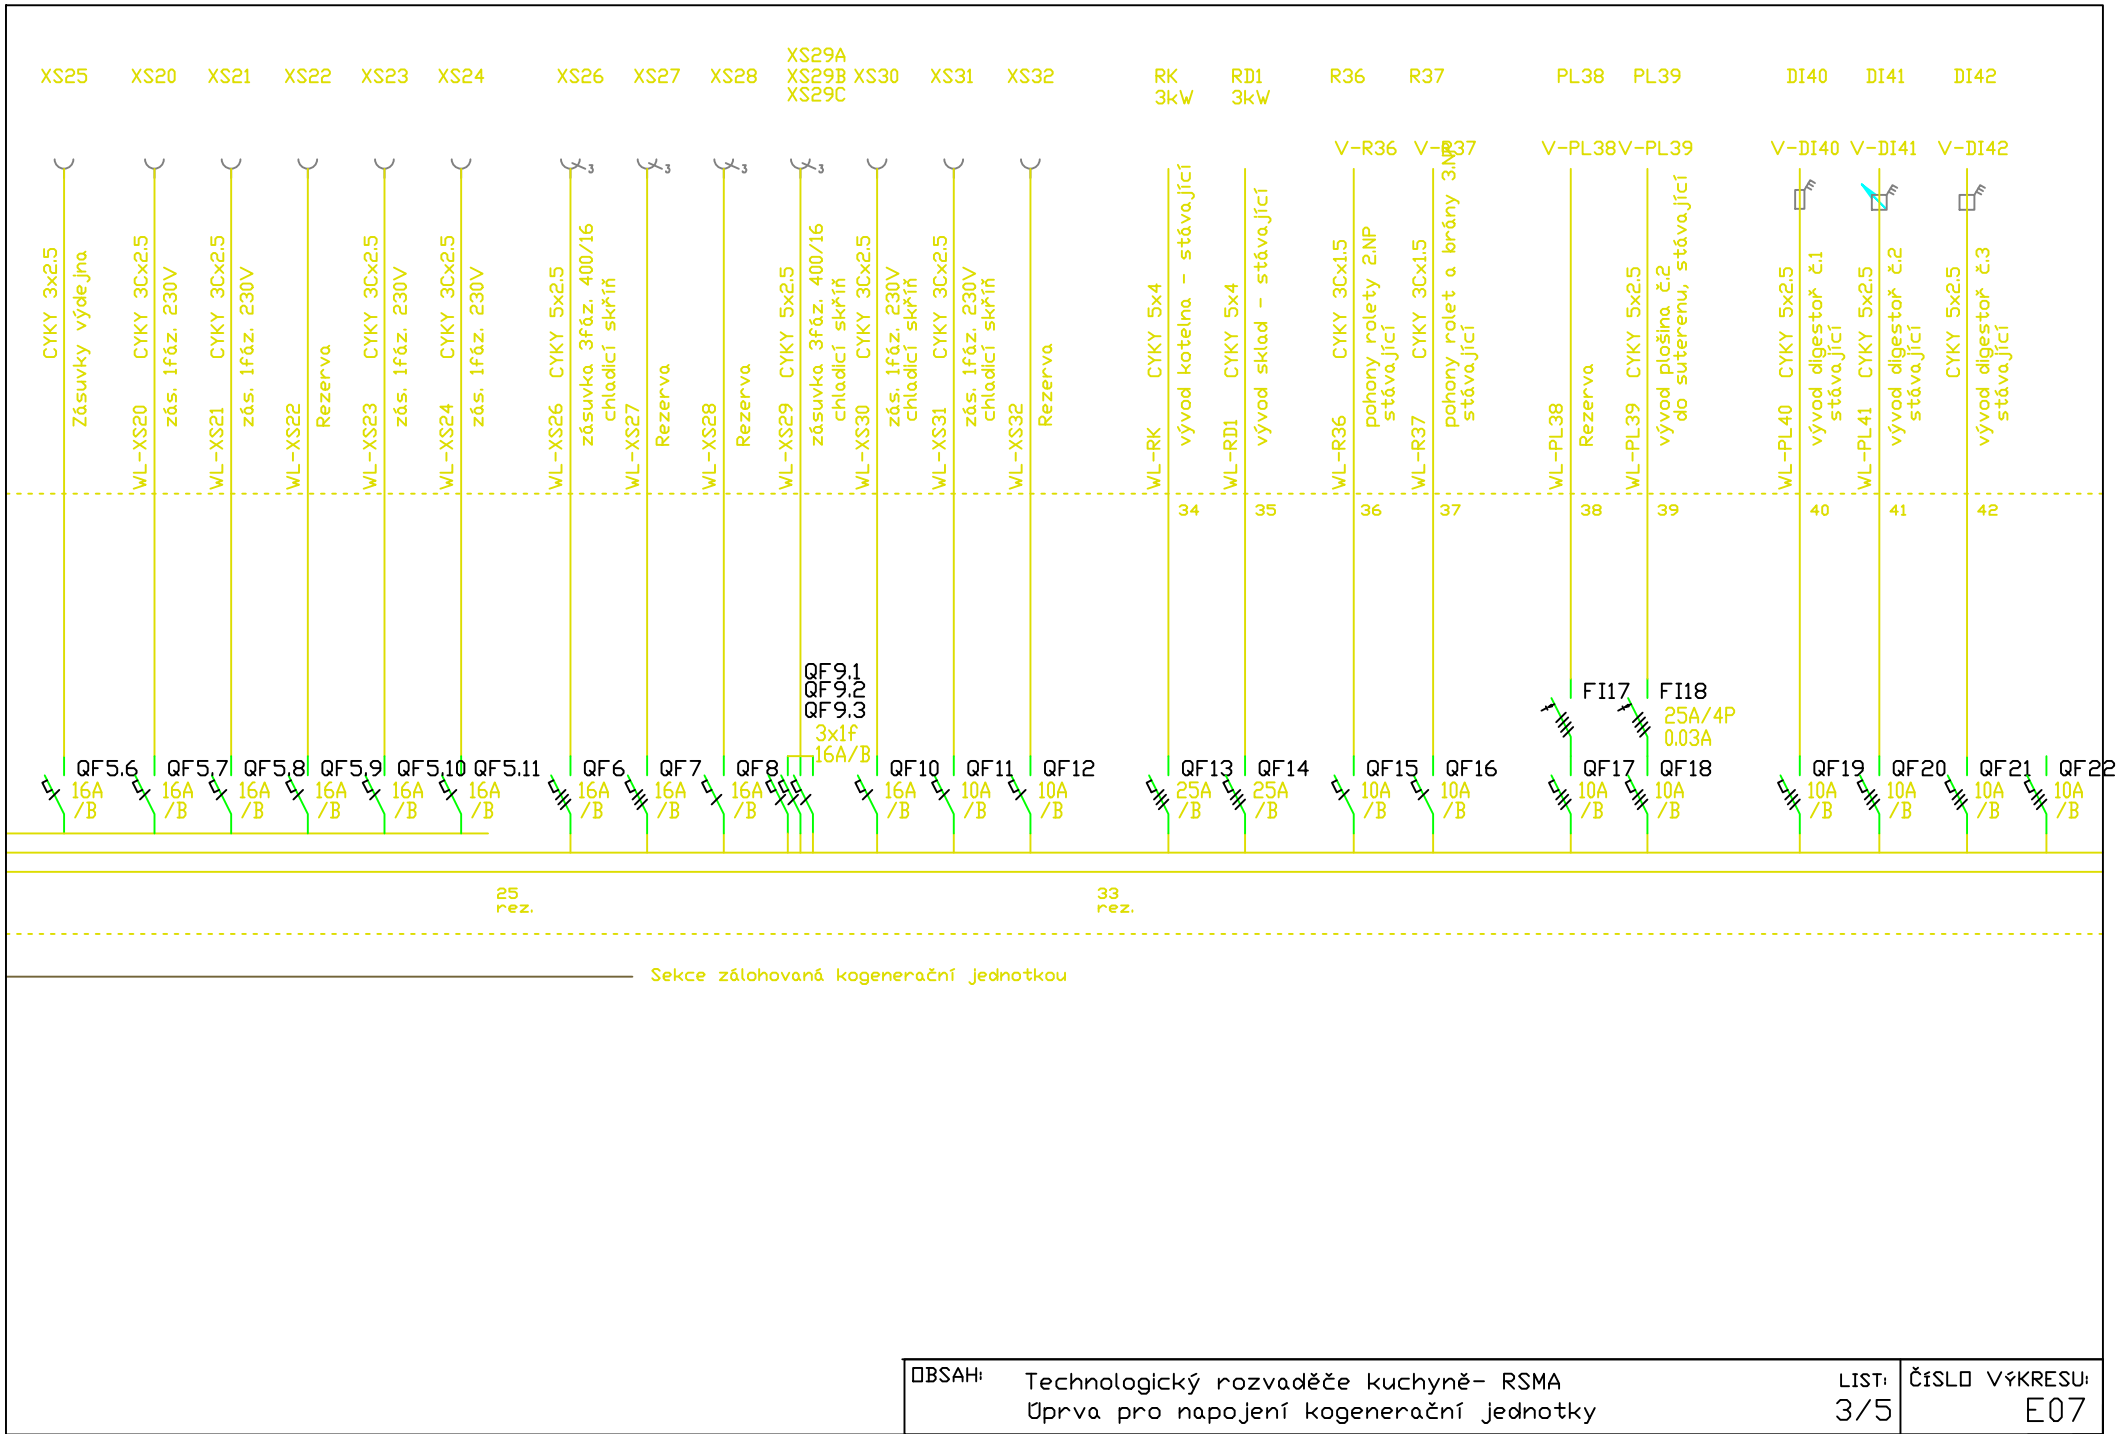 XS29A
XS25 XS20 XS21 XS22 XS23 XS24 XS26 XS27 XS28 XS29B XS30 XS31 XS32 RK RD1 R36 R37 PL38 PL39 DI40 DI41 DI42
XS29C 3kW 3kW
V-R36 V-R37 V-PL38 V-PL39 V-DI40 V-DI41 V-DI42
3 3 3 3
CYKY 3x2.5
Zásuvky výdejna
WL-XS20 CYKY 3Cx2.5
zás. 1fáz. 230V
WL-XS21 CYKY 3Cx2.5
zás. 1fáz. 230V
WL-XS22
Rezerva
WL-XS23 CYKY 3Cx2.5
zás. 1fáz. 230V
WL-XS24 CYKY 3Cx2.5
zás. 1fáz. 230V
WL-XS26 CYKY 5x2.5
zásuvka 3fáz. 400/16
chladicí skříň
WL-XS27
Rezerva
WL-XS28
Rezerva
WL-XS29 CYKY 5x2.5
zásuvka 3fáz. 400/16
chladicí skříň
WL-XS30 CYKY 3Cx2.5
zás. 1fáz. 230V
chladicí skříň
WL-XS31 CYKY 3Cx2.5
zás. 1fáz. 230V
chladicí skříň
WL-XS32
Rezerva
WL-RK CYKY 5x4
vývod kotelna - stávající
WL-RD1 CYKY 5x4
vývod sklad - stávající
WL-R36 CYKY 3Cx1.5
pohony rolety 2.NP
stávající
WL-R37 CYKY 3Cx1.5
pohony rolet a brány 3.NP
stávající
WL-PL38
Rezerva
WL-PL39 CYKY 5x2.5
vývod plošina č.2
do suterenu, stávající
WL-PL40 CYKY 5x2.5
vývod digestoř č.1
stávající
WL-PL41 CYKY 5x2.5
vývod digestoř č.2
stávající
CYKY 5x2.5
vývod digestoř č.3
stávající
34 35 36 37 38 39 40 41 42
QF9.1
QF9.2
QF9.3
3x1f
16A/B
FI17 FI18
25A/4P
0.03A
QF5.6 QF5.7 QF5.8 QF5.9 QF5.10 QF5.11 QF6 QF7 QF8 QF10 QF11 QF12 QF13 QF14 QF15 QF16 QF17 QF18 QF19 QF20 QF21 QF22
16A 16A 16A 16A 16A 16A 16A 16A 16A 16A 10A 10A 25A 25A 10A 10A 10A 10A 10A 10A 10A 10A
/B /B /B /B /B /B /B /B /B /B /B /B /B /B /B /B /B /B /B /B /B /B
25 33
rez. rez.
Sekce zálohovaná kogenerační jednotkou
OBSAH: Technologický rozvaděče kuchyně- RSMA
Úprva pro napojení kogenerační jednotky
LIST:
3/5
ČÍSLO VÝKRESU:
E07